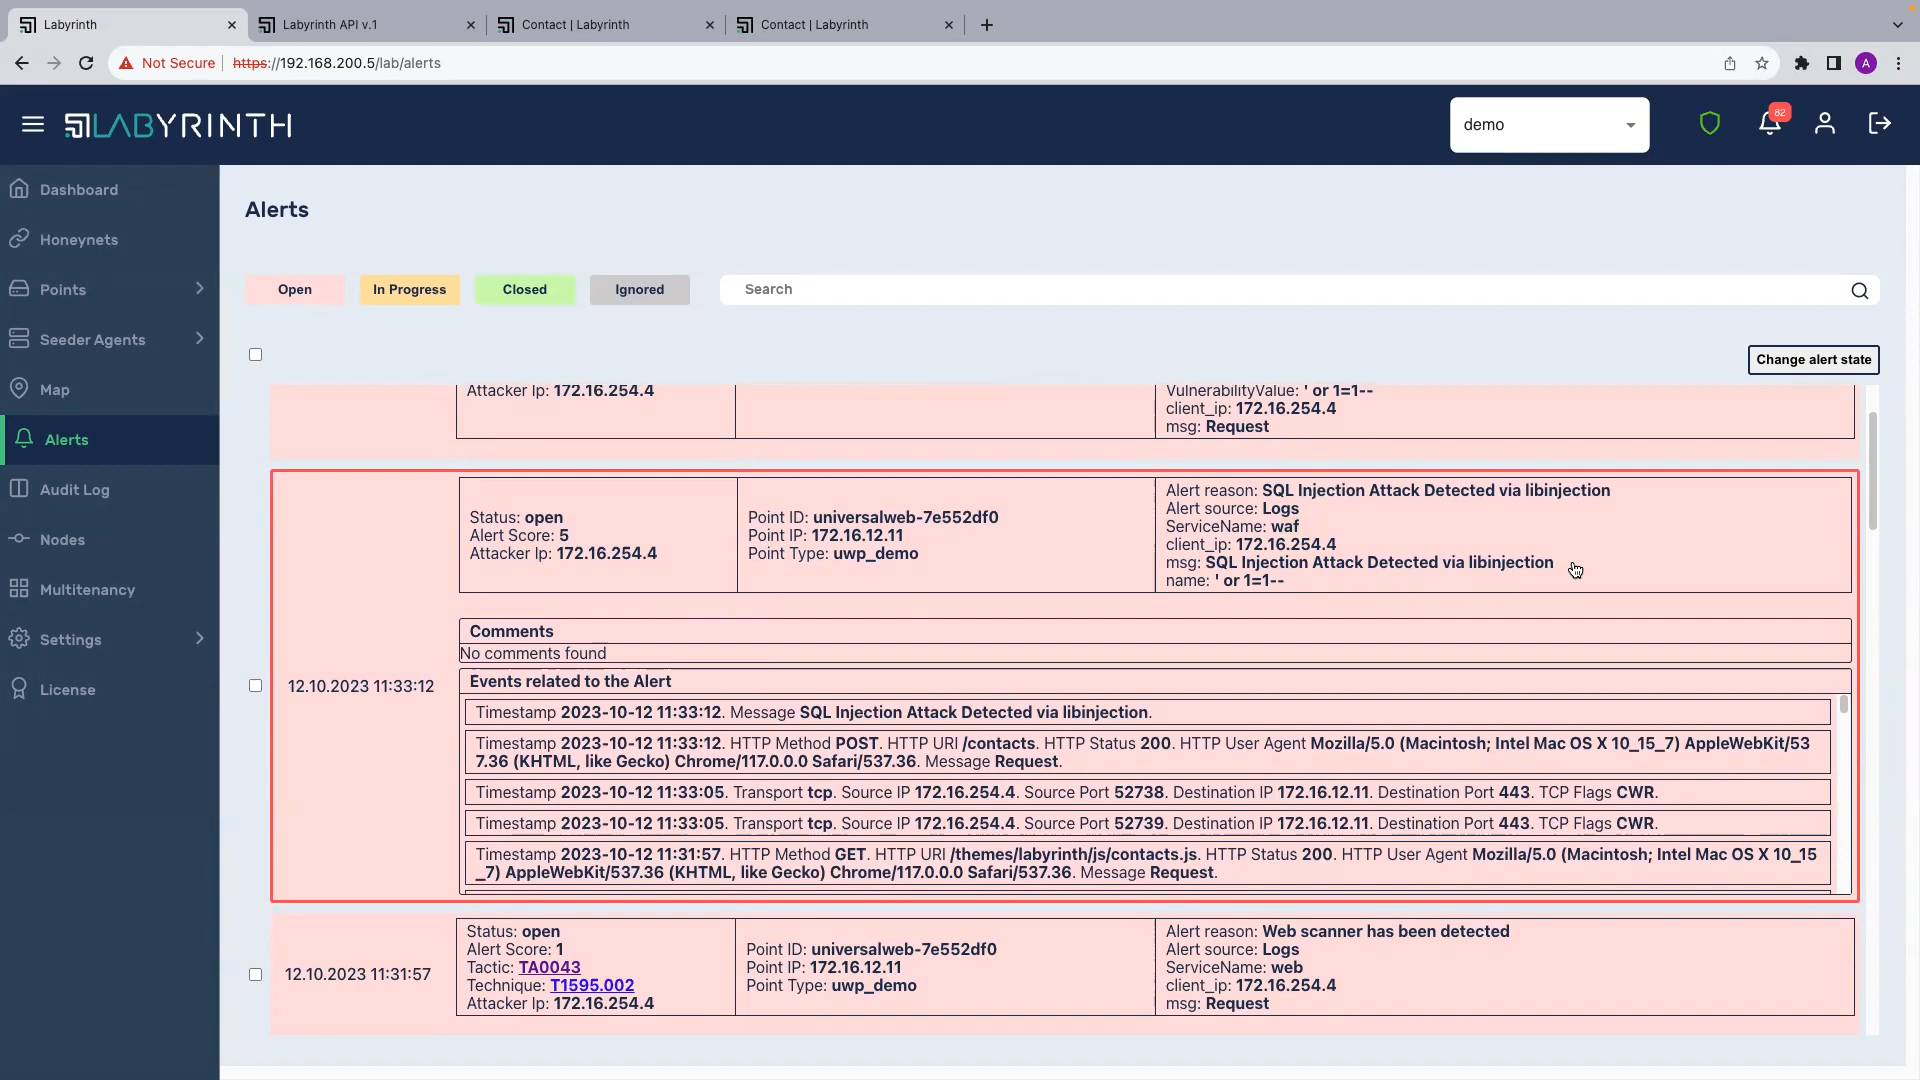 Labyrinth
Labyrinth API v.1
Contact | Labyrinth
Contact | Labyrinth
Not Secure
https://192.168.200.5/lab/alerts
A
LABYRINTH
demo
82
Dashboard
Honeynets
Points
Seeder Agents
Map
Alerts
Audit Log
Nodes
Multitenancy
Settings
License
Alerts
Open
In Progress
Closed
Ignored
Search
Change alert state
Attacker Ip: 172.16.254.4
VulnerabilityValue: ' or 1=1--
client_ip: 172.16.254.4
msg: Request
12.10.2023 11:33:12
Status: open
Alert Score: 5
Attacker Ip: 172.16.254.4
Point ID: universalweb-7e552df0
Point IP: 172.16.12.11
Point Type: uwp_demo
Alert reason: SQL Injection Attack Detected via libinjection
Alert source: Logs
ServiceName: waf
client_ip: 172.16.254.4
msg: SQL Injection Attack Detected via libinjection
name: ' or 1=1--
Comments
No comments found
Events related to the Alert
Timestamp 2023-10-12 11:33:12. Message SQL Injection Attack Detected via libinjection.
Timestamp 2023-10-12 11:33:12. HTTP Method POST. HTTP URI /contacts. HTTP Status 200. HTTP User Agent Mozilla/5.0 (Macintosh; Intel Mac OS X 10_15_7) AppleWebKit/53
7.36 (KHTML, like Gecko) Chrome/117.0.0.0 Safari/537.36. Message Request.
Timestamp 2023-10-12 11:33:05. Transport tcp. Source IP 172.16.254.4. Source Port 52738. Destination IP 172.16.12.11. Destination Port 443. TCP Flags CWR.
Timestamp 2023-10-12 11:33:05. Transport tcp. Source IP 172.16.254.4. Source Port 52739. Destination IP 172.16.12.11. Destination Port 443. TCP Flags CWR.
Timestamp 2023-10-12 11:31:57. HTTP Method GET. HTTP URI /themes/labyrinth/js/contacts.js. HTTP Status 200. HTTP User Agent Mozilla/5.0 (Macintosh; Intel Mac OS X 10_15
_7) AppleWebKit/537.36 (KHTML, like Gecko) Chrome/117.0.0.0 Safari/537.36. Message Request.
12.10.2023 11:31:57
Status: open
Alert Score: 1
Tactic: TA0043
Technique: T1595.002
Attacker Ip: 172.16.254.4
Point ID: universalweb-7e552df0
Point IP: 172.16.12.11
Point Type: uwp_demo
Alert reason: Web scanner has been detected
Alert source: Logs
ServiceName: web
client_ip: 172.16.254.4
msg: Request